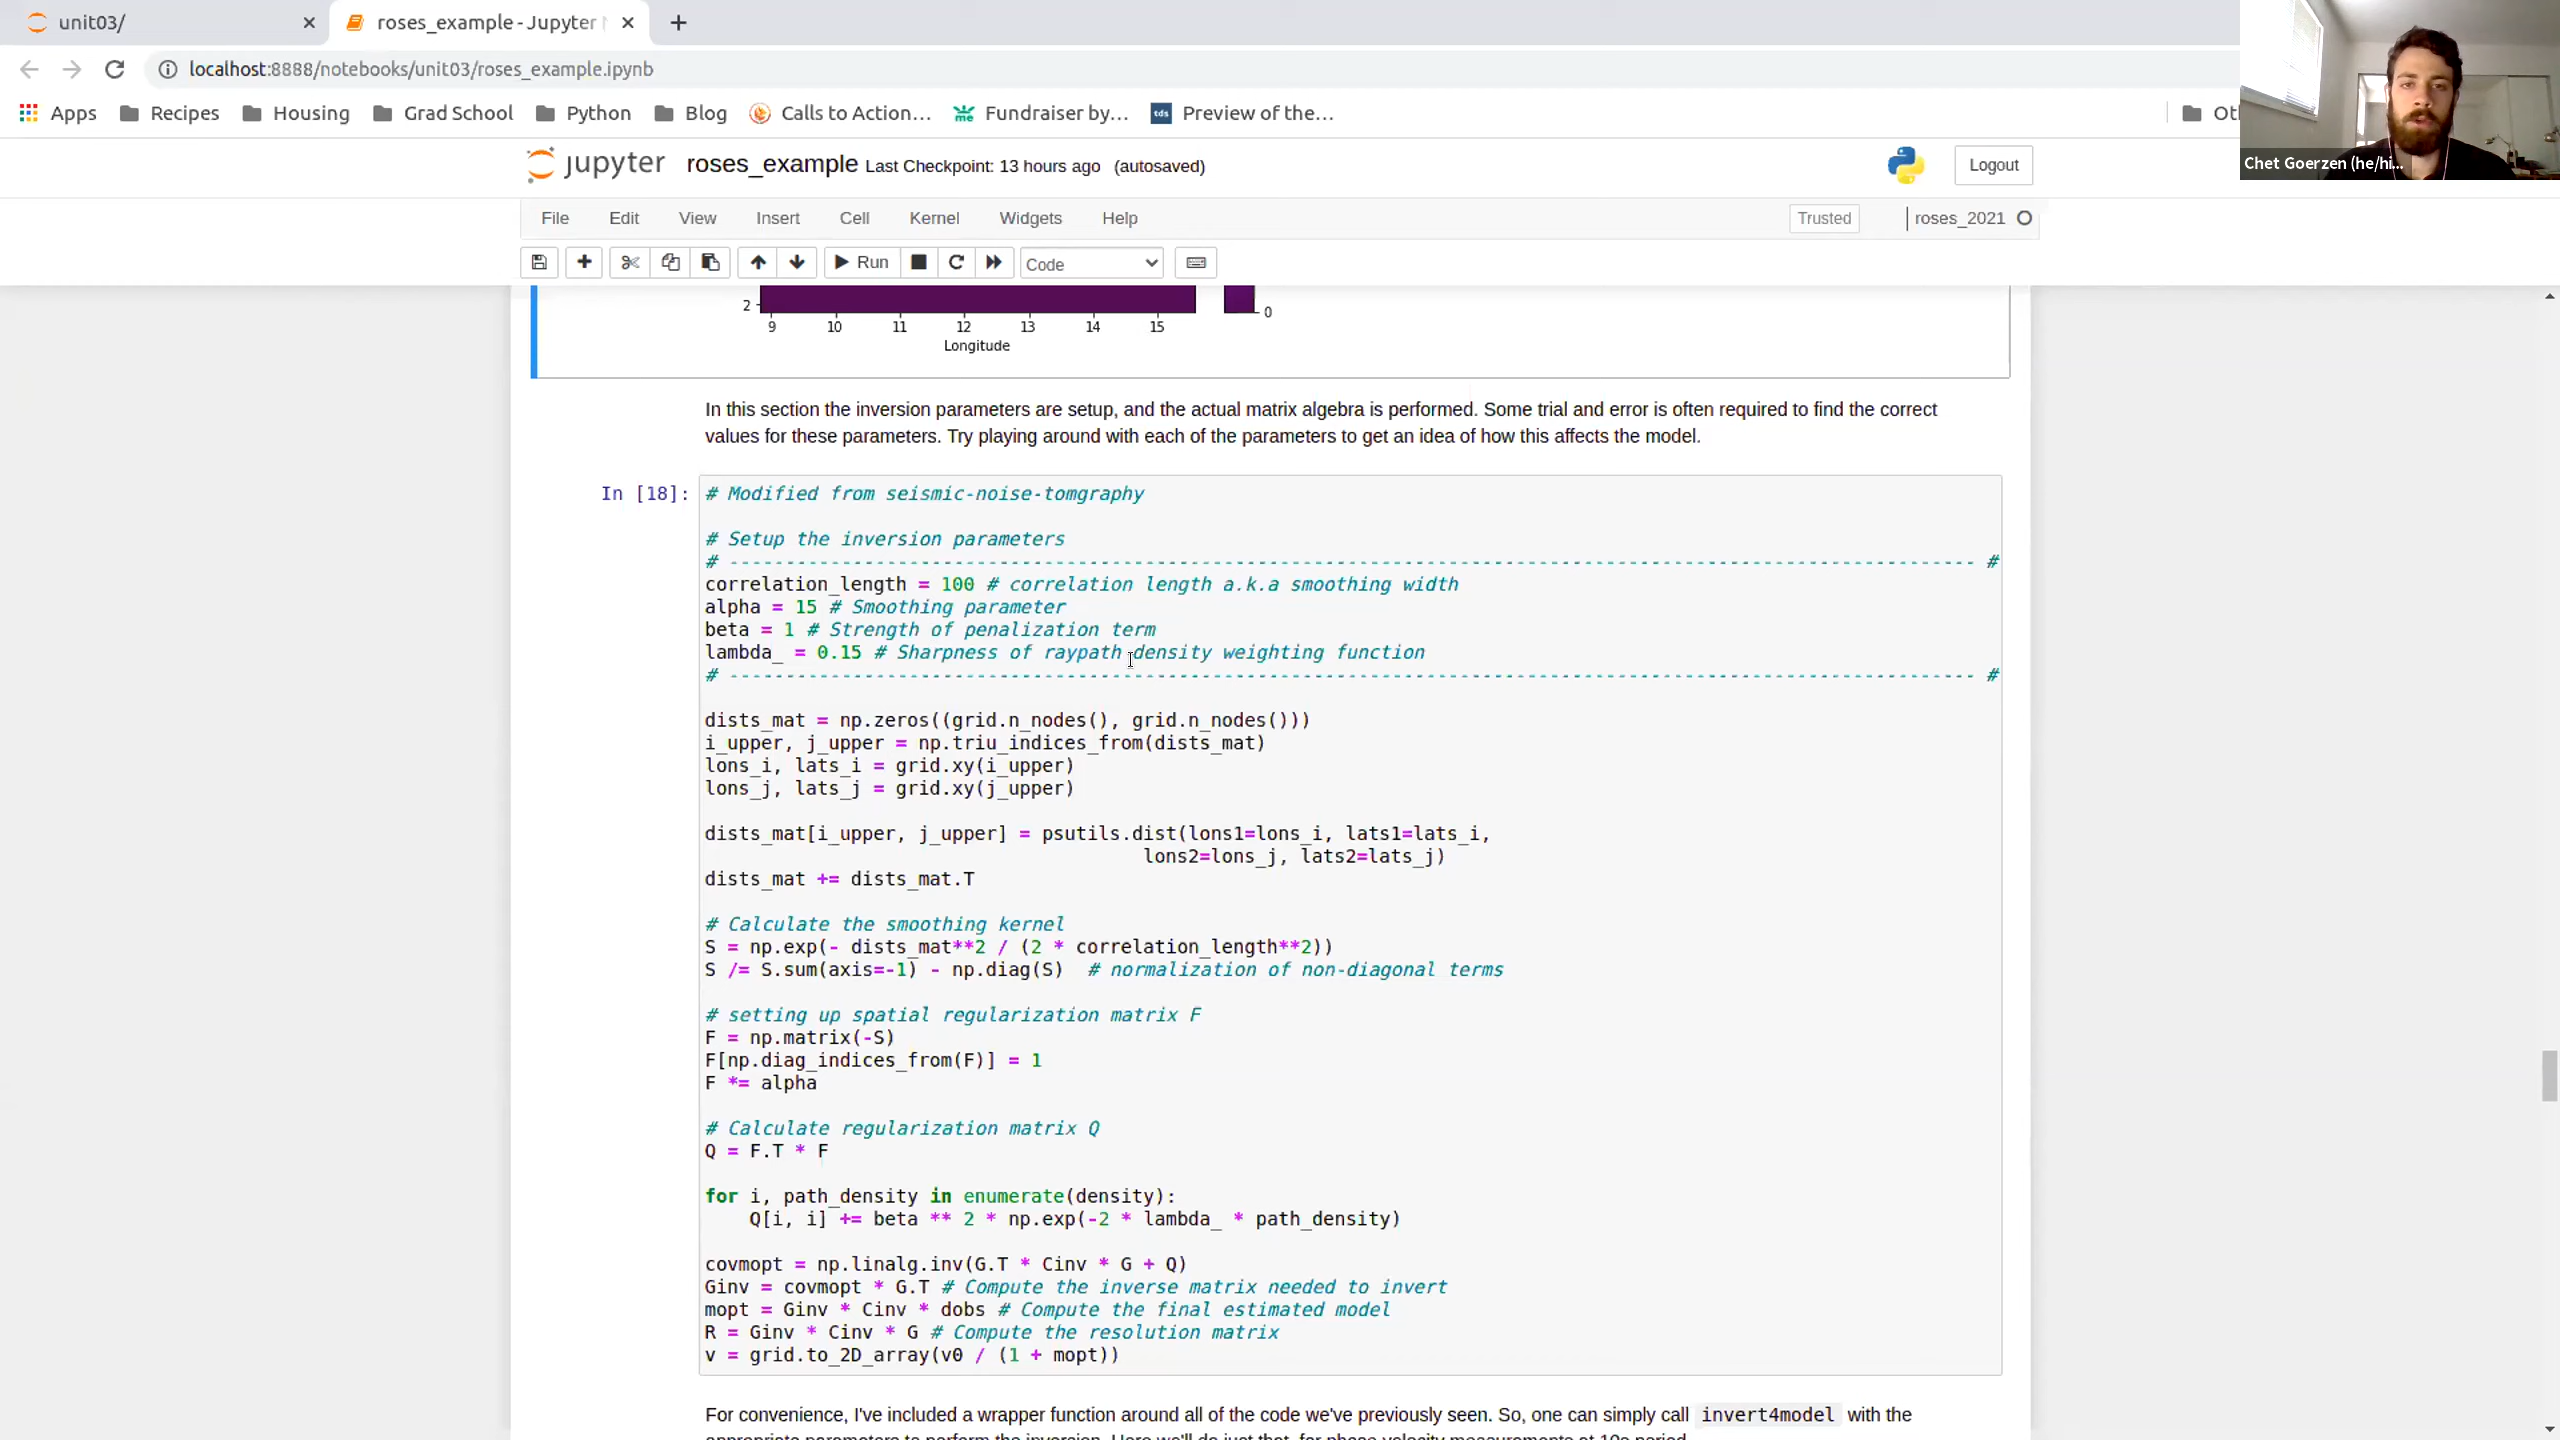 unit03/
roses_example - Jupyter
localhost:8888/notebooks/unit03/roses_example.ipynb
Apps Recipes Housing Grad School Python Blog Calls to Action... Fundraiser by... tds Preview of the...
Chet Goerzen (he/hi...
jupyter roses_example Last Checkpoint: 13 hours ago (autosaved) Logout
File Edit View Insert Cell Kernel Widgets Help Trusted roses_2021
Run Code
2 0
9 10 11 12 13 14 15
Longitude
In this section the inversion parameters are setup, and the actual matrix algebra is performed. Some trial and error is often required to find the correct
values for these parameters. Try playing around with each of the parameters to get an idea of how this affects the model.
In [18]: # Modified from seismic-noise-tomgraphy
# Setup the inversion parameters
# --------------------------------------------------------------------------------------------------------------- #
correlation_length = 100 # correlation length a.k.a smoothing width
alpha = 15 # Smoothing parameter
beta = 1 # Strength of penalization term
lambda_ = 0.15 # Sharpness of raypath density weighting function
# --------------------------------------------------------------------------------------------------------------- #
dists_mat = np.zeros((grid.n_nodes(), grid.n_nodes()))
i_upper, j_upper = np.triu_indices_from(dists_mat)
lons_i, lats_i = grid.xy(i_upper)
lons_j, lats_j = grid.xy(j_upper)
dists_mat[i_upper, j_upper] = psutils.dist(lons1=lons_i, lats1=lats_i,
lons2=lons_j, lats2=lats_j)
dists_mat += dists_mat.T
# Calculate the smoothing kernel
S = np.exp(- dists_mat**2 / (2 * correlation_length**2))
S /= S.sum(axis=-1) - np.diag(S)  # normalization of non-diagonal terms
# setting up spatial regularization matrix F
F = np.matrix(-S)
F[np.diag_indices_from(F)] = 1
F *= alpha
# Calculate regularization matrix Q
Q = F.T * F
for i, path_density in enumerate(density):
Q[i, i] += beta ** 2 * np.exp(-2 * lambda_ * path_density)
covmopt = np.linalg.inv(G.T * Cinv * G + Q)
Ginv = covmopt * G.T # Compute the inverse matrix needed to invert
mopt = Ginv * Cinv * dobs # Compute the final estimated model
R = Ginv * Cinv * G # Compute the resolution matrix
v = grid.to_2D_array(v0 / (1 + mopt))
For convenience, I've included a wrapper function around all of the code we've previously seen. So, one can simply call invert4model with the